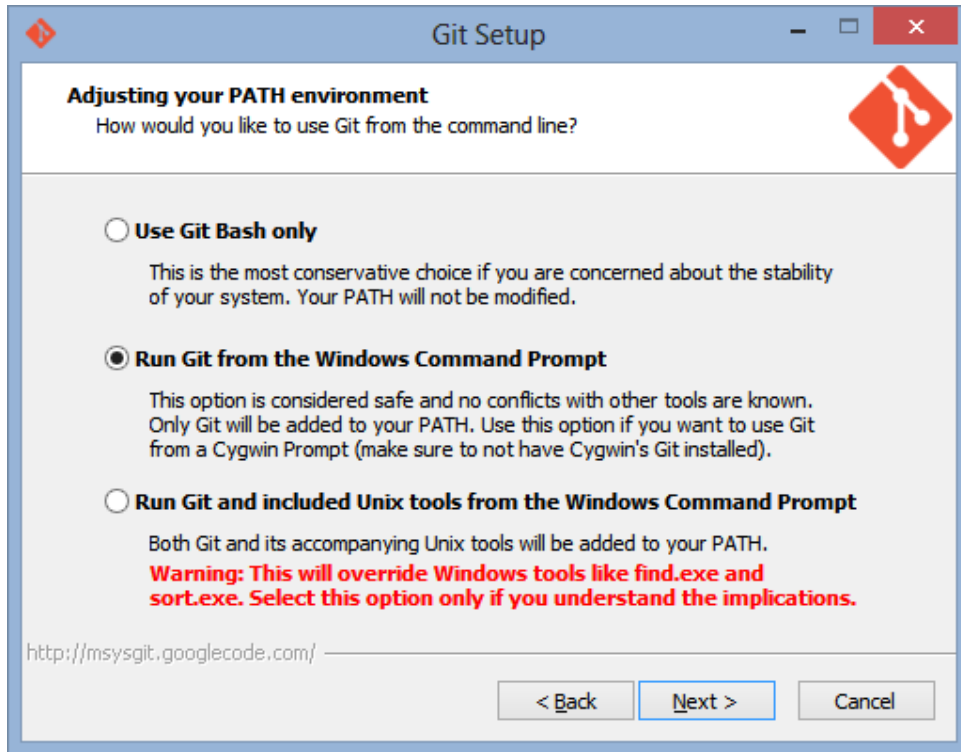 Git Setup
Adjusting your PATH environment
How would you like to use Git from the command line?
Use Git Bash only
This is the most conservative choice if you are concerned about the stability
of your system. Your PATH will not be modified.
Run Git from the Windows Command Prompt
This option is considered safe and no conflicts with other tools are known.
Only Git will be added to your PATH. Use this option if you want to use Git
from a Cygwin Prompt (make sure to not have Cygwin's Git installed).
Run Git and included Unix tools from the Windows Command Prompt
Both Git and its accompanying Unix tools will be added to your PATH.
Warning: This will override Windows tools like find.exe and
sort.exe. Select this option only if you understand the implications.
http://msysgit.googlecode.com/
< Back
Next >
Cancel